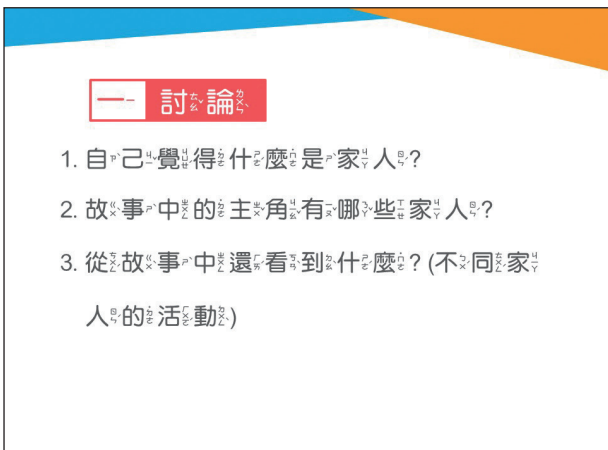 一 討論
1. 自己覺得什麼是家人?
2. 故事中的主角有哪些家人?
3. 從故事中還看到什麼?(不同家
人的活動)